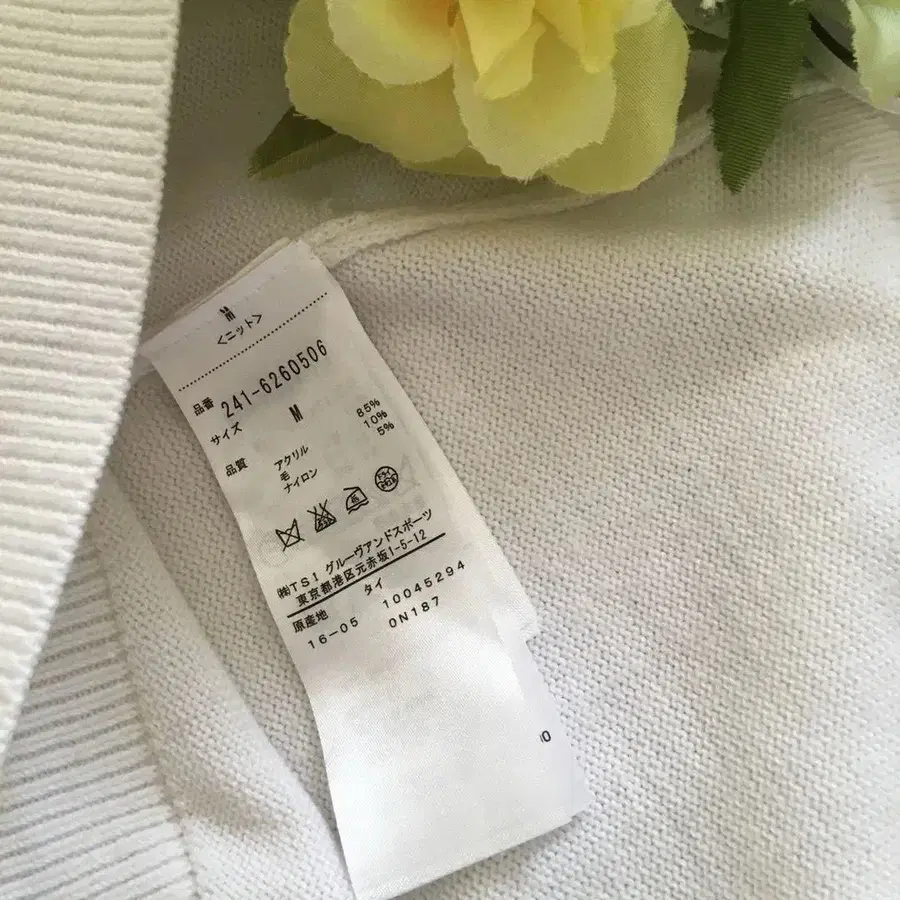 M
<ニット>
品番 241-6260506
サイズ M
品質 アクリル 85%
毛 10%
ナイロン 5%
㈱TSI グルーヴアンドスポーツ
東京都港区元赤坂1-5-12
原産地 タイ
16-05 10045294
0N187